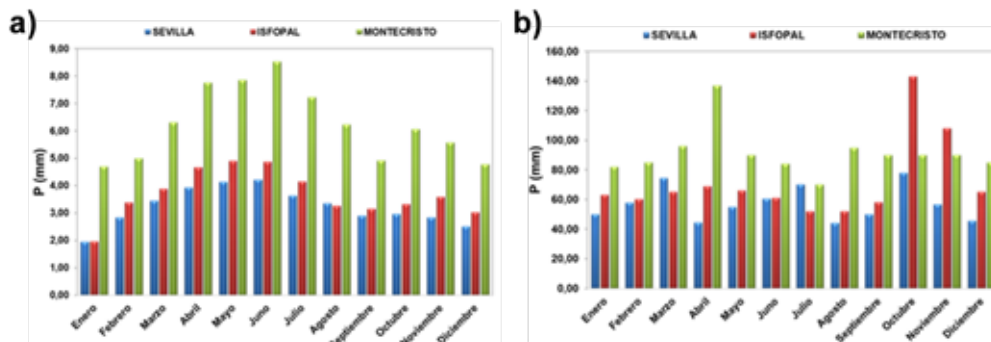 a)
SEVILLA ISFOPAL MONTECRISTO
P (mm)
9,00
8,00
7,00
6,00
5,00
4,00
3,00
2,00
1,00
0,00
Enero Febrero Marzo Abril Mayo Juno Julio Agosto Septiembre Octubre Noviembre Diciembre
b)
SEVILLA ISFOPAL MONTECRISTO
P (mm)
160,00
140,00
120,00
100,00
80,00
60,00
40,00
20,00
0,00
Enero Febrero Marzo Abril Mayo Juno Julio Agosto Septiembre Octubre Noviembre Diciembre